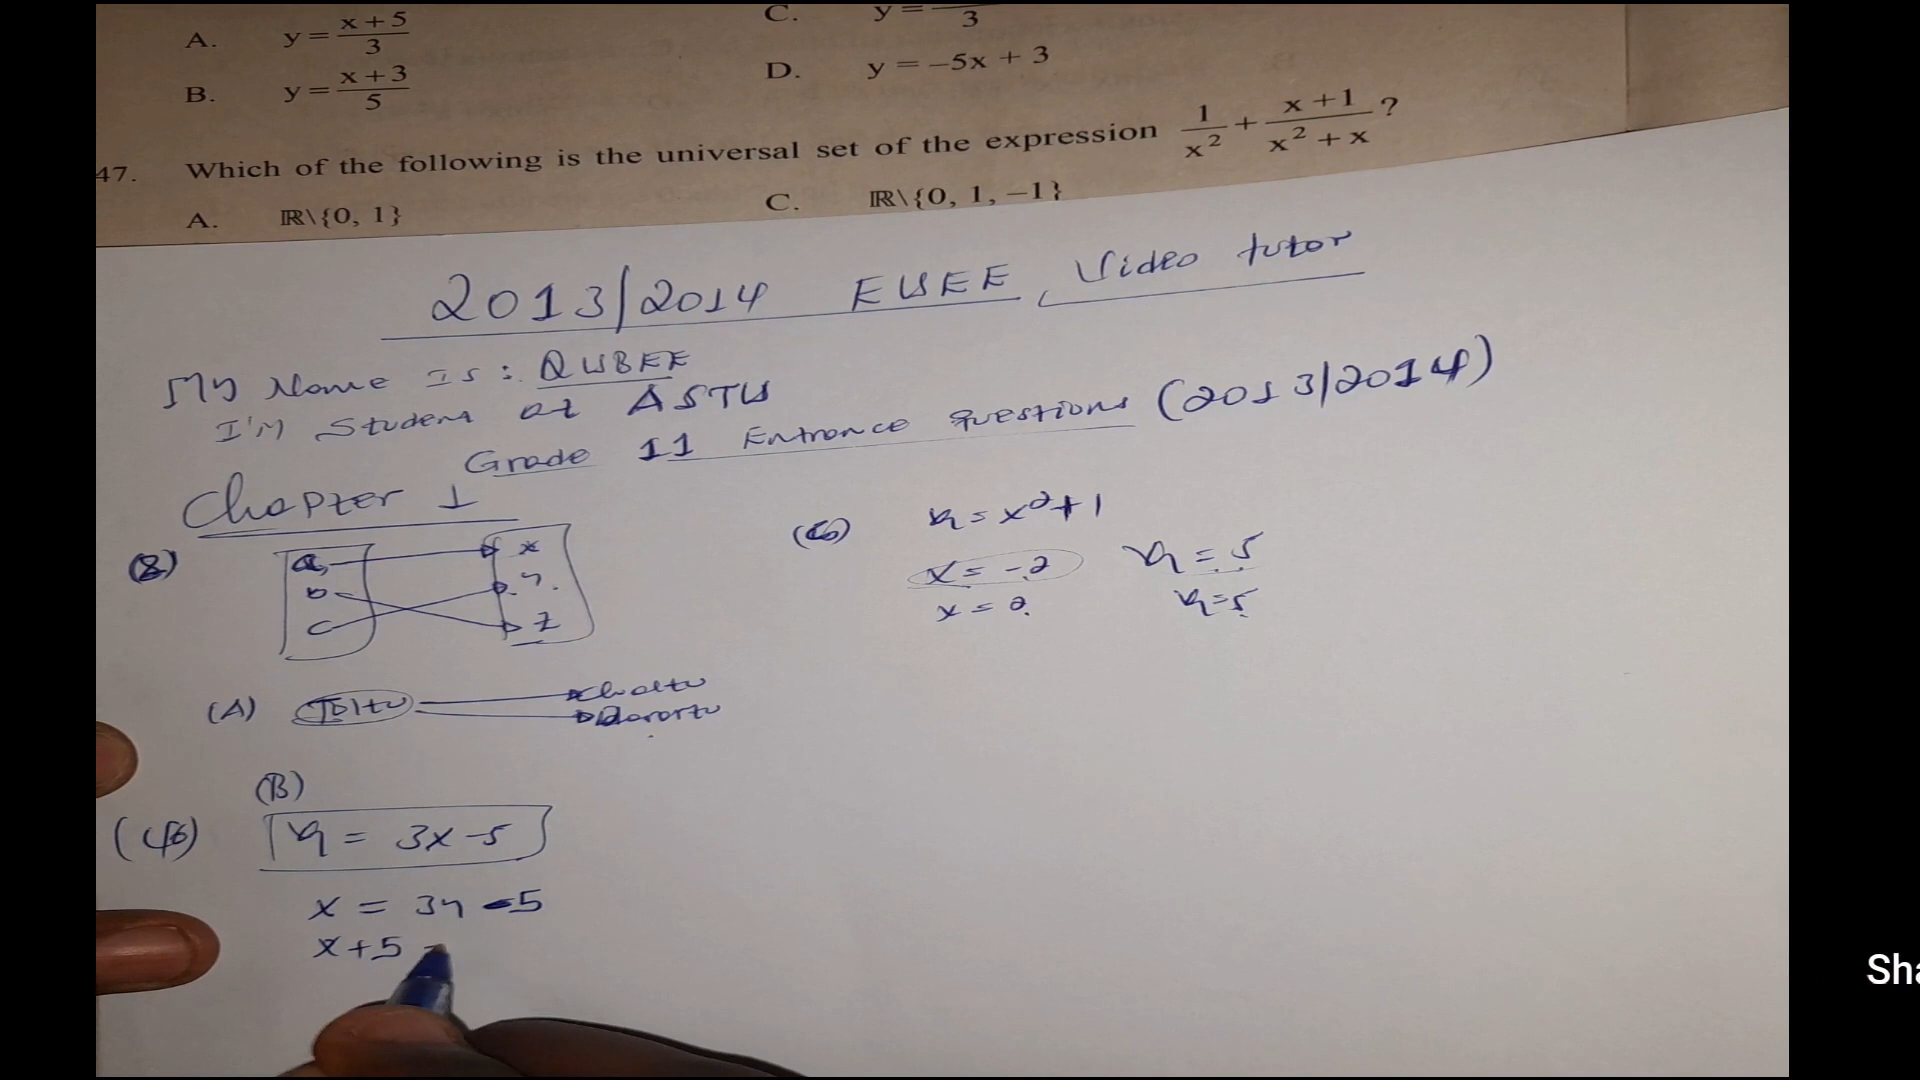 A. y = x + 5 / 3
C. y = / 3
B. y = x + 3 / 5
D. y = –5x + 3
47. Which of the following is the universal set of the expression 1 / x² + x + 1 / x² + x ?
A. ℝ\{0, 1}
C. ℝ\{0, 1, –1}
2013/2014 EUEE, Video tutor
My Name Is: QUBEE
I'M Student at ASTU
Grade 11 Entrance questions (2013/2014)
Chapter 1
a, x
b y
c z
y = x² + 1
x = -2 y = 5
x = 2 y = 5
(A) Toltu
(B)
(46) y = 3x - 5
x = 3y - 5
x + 5 =
Sha